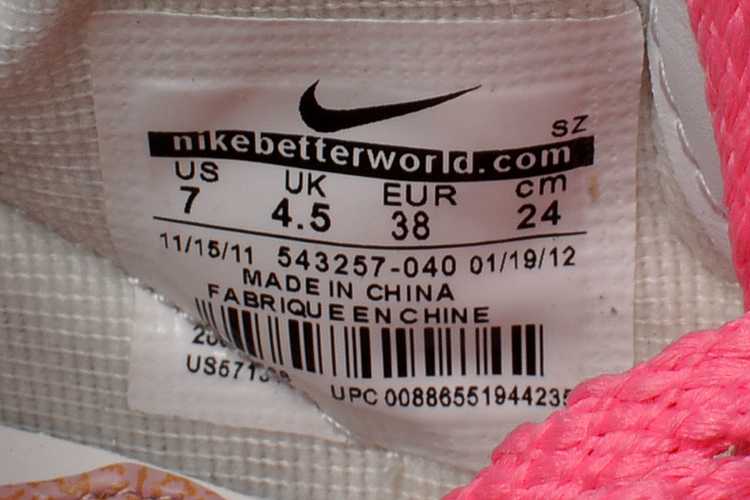 SZ
nikebetterworld.com
US UK EUR cm
7 4.5 38 24
11/15/11 543257-040 01/19/12
MADE IN CHINA
FABRIQUE EN CHINE
UPC 00886551944235